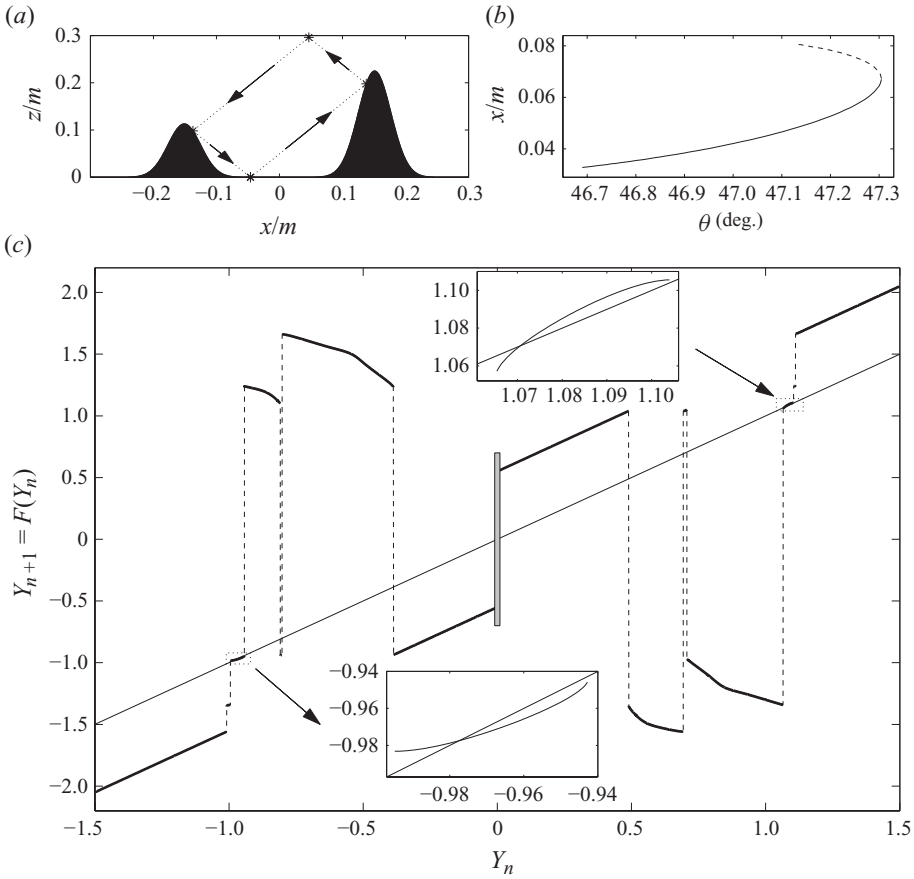 (a)
0.3
0.2
0.1
0
z/m
−0.2 −0.1 0 0.1 0.2 0.3
x/m
(b)
0.08
0.06
0.04
x/m
46.7 46.8 46.9 47.0 47.1 47.2 47.3
θ (deg.)
(c)
2.0
1.5
1.0
0.5
0
−0.5
−1.0
−1.5
−2.0
Yn+1 = F(Yn)
1.10
1.08
1.06
1.07 1.08 1.09 1.10
−0.94
−0.96
−0.98
−0.98 −0.96 −0.94
−1.5 −1.0 −0.5 0 0.5 1.0 1.5
Yn